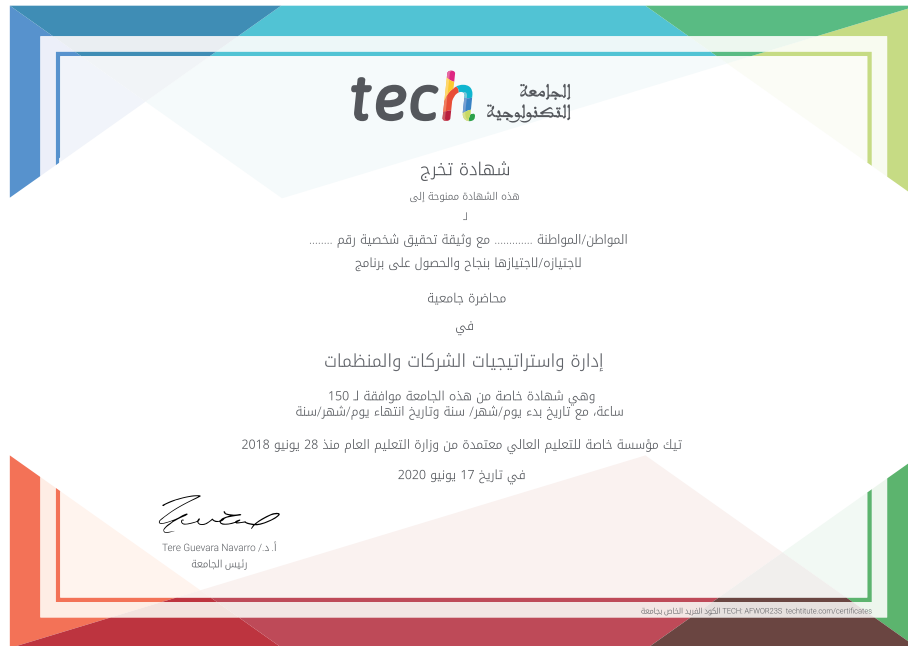 tech الجامعة
التكنولوجية
شهادة تخرج
هذه الشهادة ممنوحة إلى
لـ
المواطن/المواطنة ............. مع وثيقة تحقيق شخصية رقم ........
لاجتيازه/لاجتيازها بنجاح والحصول على برنامج
محاضرة جامعية
في
إدارة واستراتيجيات الشركات والمنظمات
وهي شهادة خاصة من هذه الجامعة موافقة لـ 150
ساعة، مع تاريخ بدء يوم/شهر/ سنة وتاريخ انتهاء يوم/شهر/سنة
تيك مؤسسة خاصة للتعليم العالي معتمدة من وزارة التعليم العام منذ 28 يونيو 2018
في تاريخ 17 يونيو 2020
أ. د./ Tere Guevara Navarro
رئيس الجامعة
الكود الفريد الخاص بجامعة TECH: AFWOR23S techtitute.com/certificates